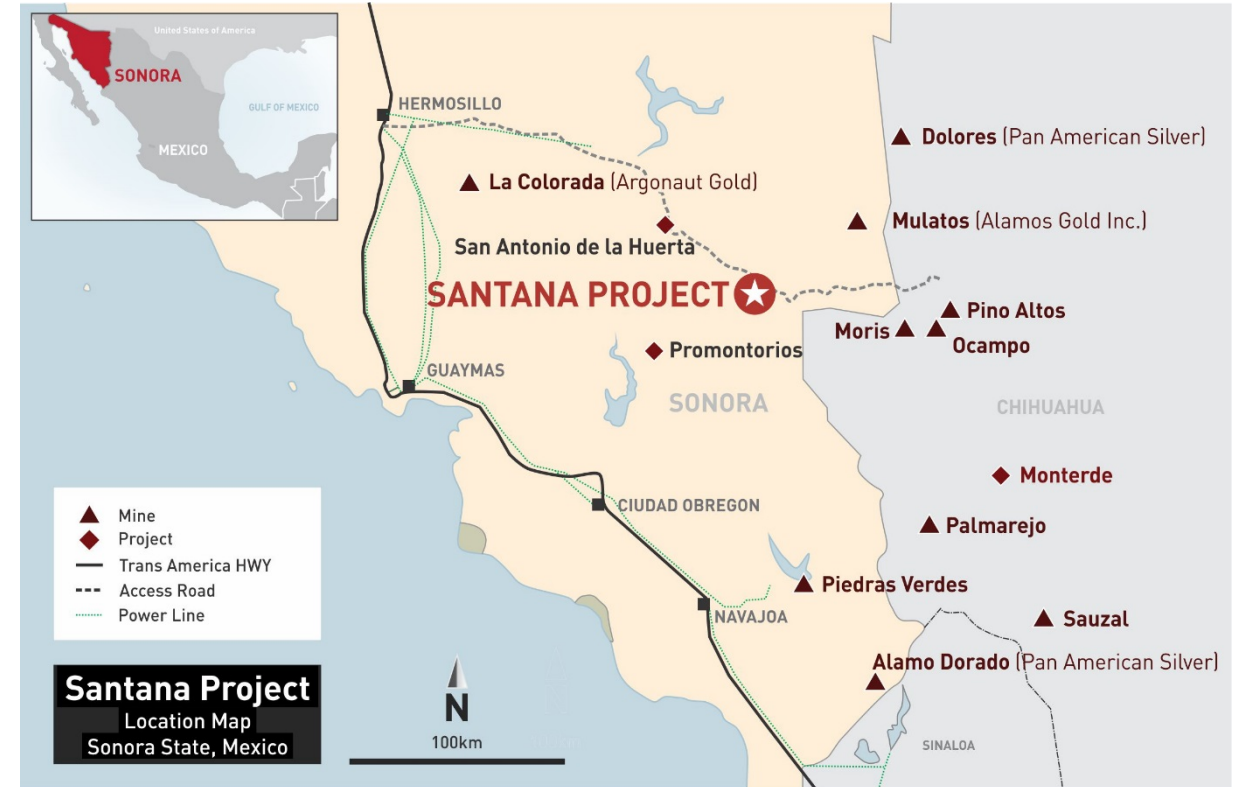 United States of America
SONORA
GULF OF MEXICO
MEXICO
HERMOSILLO
Dolores (Pan American Silver)
La Colorada (Argonaut Gold)
Mulatos (Alamos Gold Inc.)
San Antonio de la Huerta
SANTANA PROJECT
Pino Altos
Moris
Ocampo
Promontorios
GUAYMAS
SONORA
CHIHUAHUA
Monterde
CIUDAD OBREGON
Palmarejo
Mine
Project
Trans America HWY
Access Road
Power Line
Piedras Verdes
NAVAJOA
Sauzal
Alamo Dorado (Pan American Silver)
Santana Project
Location Map
Sonora State, Mexico
N
100km
SINALOA